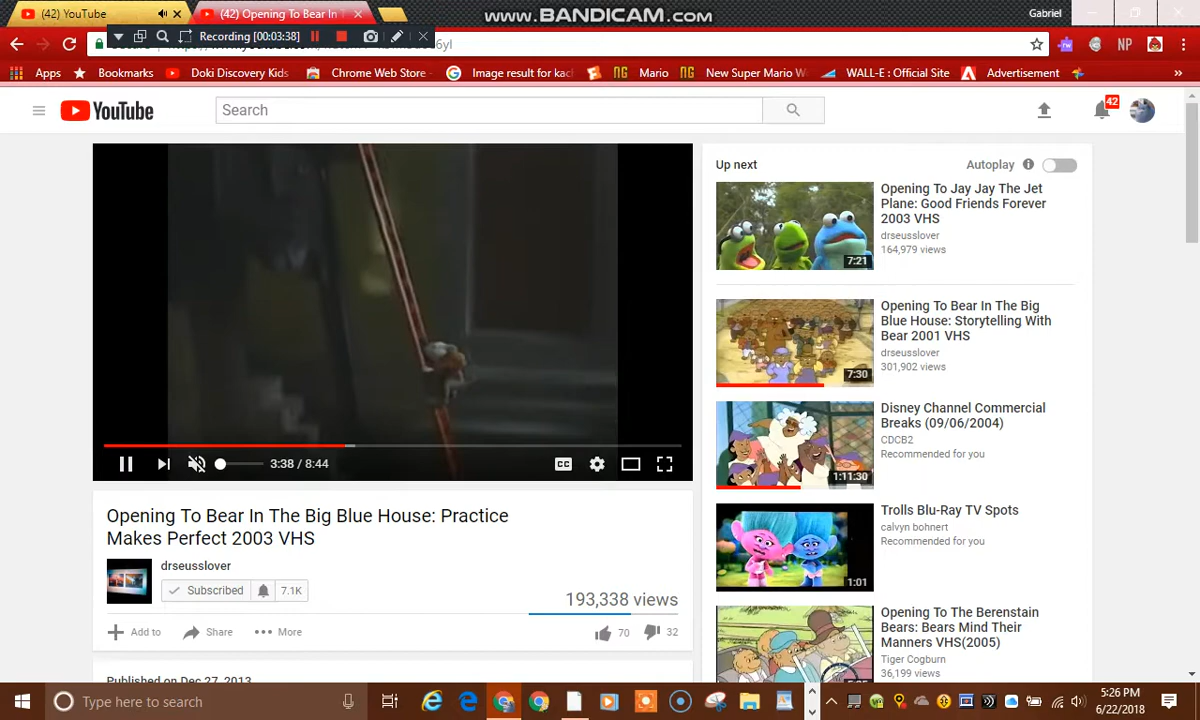 www.BANDICAM.com
(42) YouTube
(42) Opening To Bear In
Gabriel
Recording [00:03:38]
6yI
NP
Apps
Bookmarks
Doki Discovery Kids
Chrome Web Store -
Image result for kac
Mario
New Super Mario W
WALL-E : Official Site
Advertisement
»
YouTube
Search
42
3:38 / 8:44
CC
Opening To Bear In The Big Blue House: Practice
Makes Perfect 2003 VHS
drseusslover
Subscribed
7.1K
193,338 views
Add to
Share
More
70
32
Published on Dec 27, 2013
Up next
Autoplay
Opening To Jay Jay The Jet
Plane: Good Friends Forever
2003 VHS
drseusslover
164,979 views
7:21
Opening To Bear In The Big
Blue House: Storytelling With
Bear 2001 VHS
drseusslover
301,902 views
7:30
Disney Channel Commercial
Breaks (09/06/2004)
CDCB2
Recommended for you
1:11:30
Trolls Blu-Ray TV Spots
calvyn bohnert
Recommended for you
1:01
Opening To The Berenstain
Bears: Bears Mind Their
Manners VHS(2005)
Tiger Cogburn
36,199 views
Type here to search
5:26 PM
6/22/2018